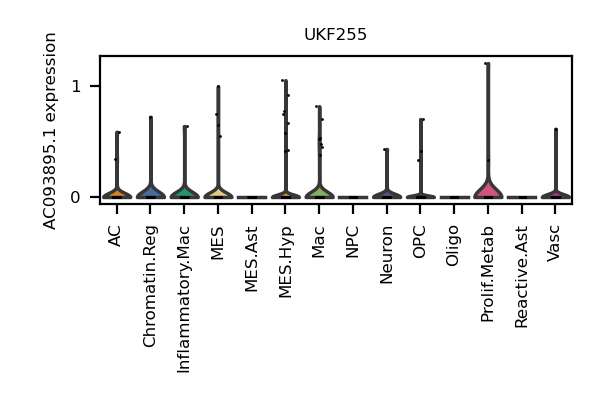 UKF255
AC093895.1 expression
1
0
AC
Chromatin.Reg
Inflammatory.Mac
MES
MES.Ast
MES.Hyp
Mac
NPC
Neuron
OPC
Oligo
Prolif.Metab
Reactive.Ast
Vasc